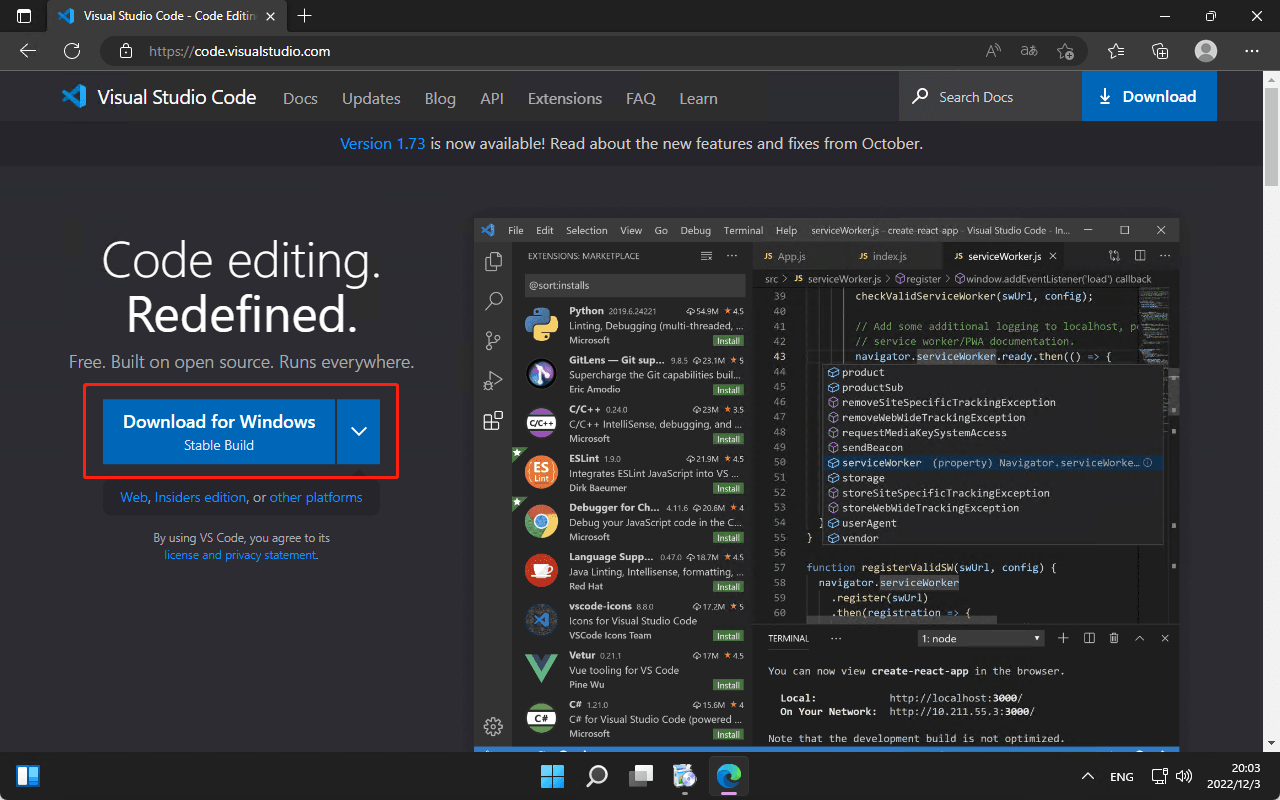 Visual Studio Code - Code Editin
https://code.visualstudio.com
Visual Studio Code
Docs
Updates
Blog
API
Extensions
FAQ
Learn
Search Docs
Download
Version 1.73 is now available! Read about the new features and fixes from October.
Code editing.
Redefined.
Free. Built on open source. Runs everywhere.
Download for Windows
Stable Build
Web, Insiders edition, or other platforms
By using VS Code, you agree to its
license and privacy statement.
File Edit Selection View Go Debug Terminal Help serviceWorker.js - create-react-app - Visual Studio Code - In...
EXTENSIONS: MARKETPLACE
@sort:installs
Python 2019.6.24221 54.9M 4.5
Linting, Debugging (multi-threaded, ...
Microsoft Install
GitLens — Git sup... 9.8.5 23.1M 5
Supercharge the Git capabilities buil...
Eric Amodio Install
C/C++ 0.24.0 23M 3.5
C/C++ IntelliSense, debugging, and ...
Microsoft Install
ESLint 1.9.0 21.9M 4.5
Integrates ESLint JavaScript into VS ...
Dirk Baeumer Install
Debugger for Ch... 4.11.6 20.6M 4
Debug your JavaScript code in the C...
Microsoft Install
Language Supp... 0.47.0 18.7M 4.5
Java Linting, Intellisense, formatting, ...
Red Hat Install
vscode-icons 8.8.0 17.2M 5
Icons for Visual Studio Code
VSCode Icons Team Install
Vetur 0.21.1 17M 4.5
Vue tooling for VS Code
Pine Wu Install
C# 1.21.0 15.6M 4
C# for Visual Studio Code (powered ...
Microsoft Install
JS App.js
JS index.js
JS serviceWorker.js
src > JS serviceWorker.js > register > window.addEventListener('load') callback
39 checkValidServiceWorker(swUrl, config);
40
41 // Add some additional logging to localhost, p
42 // service worker/PWA documentation.
43 navigator.serviceWorker.ready.then(() => {
44 product
45 productSub
46 removeSiteSpecificTrackingException
47 removeWebWideTrackingException
48 requestMediaKeySystemAccess
49 sendBeacon
50 serviceWorker (property) Navigator.serviceWorke...
51 storage
52 storeSiteSpecificTrackingException
53 storeWebWideTrackingException
54 } userAgent
55 } vendor
56
57 function registerValidSW(swUrl, config) {
58 navigator.serviceWorker
59 .register(swUrl)
60 .then(registration => {
TERMINAL
1: node
You can now view create-react-app in the browser.
Local: http://localhost:3000/
On Your Network: http://10.211.55.3:3000/
Note that the development build is not optimized.
ENG
20:03
2022/12/3